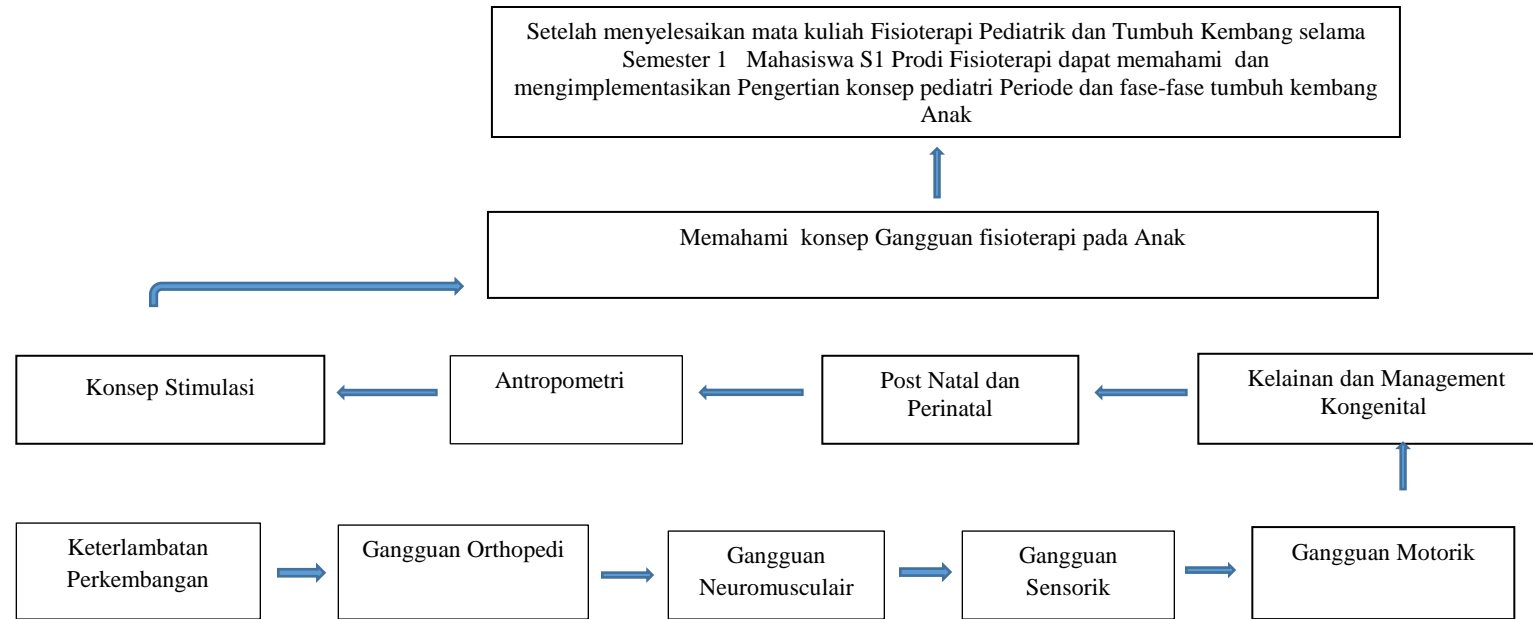 Setelah menyelesaikan mata kuliah Fisioterapi Pediatrik dan Tumbuh Kembang selama
Semester 1 Mahasiswa S1 Prodi Fisioterapi dapat memahami dan
mengimplementasikan Pengertian konsep pediatri Periode dan fase-fase tumbuh kembang
Anak
Memahami konsep Gangguan fisioterapi pada Anak
Konsep Stimulasi
Antropometri
Post Natal dan
Perinatal
Kelainan dan Management
Kongenital
Keterlambatan
Perkembangan
Gangguan Orthopedi
Gangguan
Neuromusculair
Gangguan
Sensorik
Gangguan Motorik